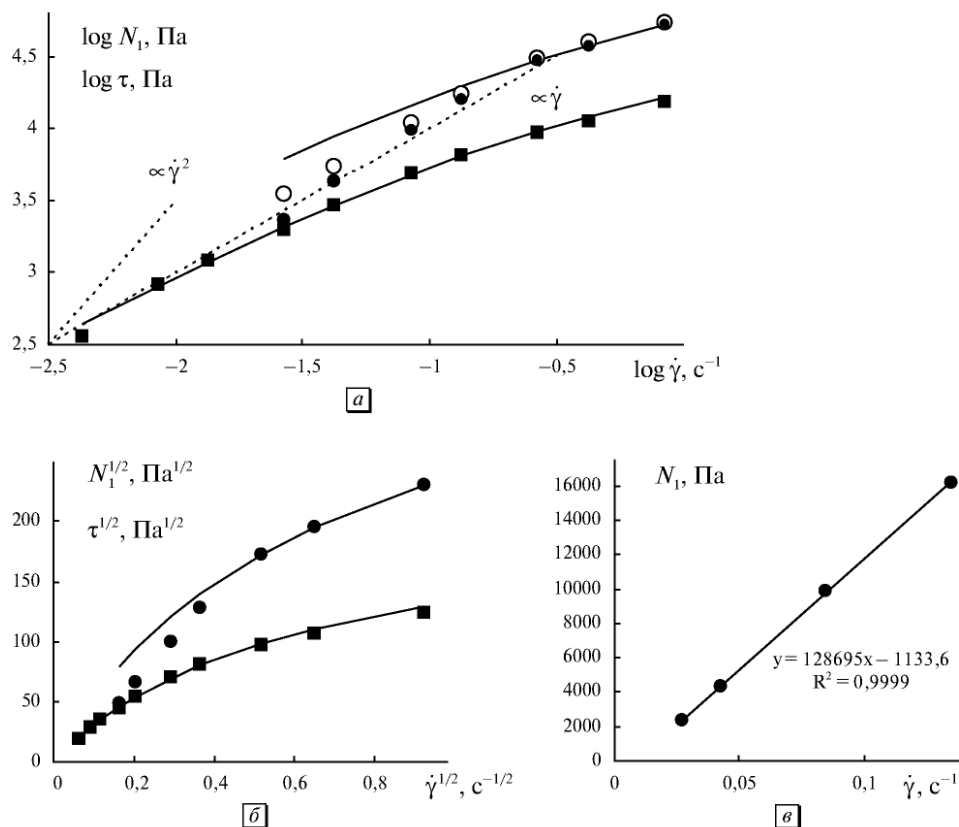 log N₁, Па
log τ, Па
4,5
4
3,5
3
2,5
∝γ̇²
∝γ̇
−2,5
−2
−1,5
−1
−0,5
log γ̇, с⁻¹
а
N₁^{1/2}, Па^{1/2}
τ^{1/2}, Па^{1/2}
200
150
100
50
0
0
0,2
0,4
0,6
0,8
γ̇^{1/2}, с^{−1/2}
б
N₁, Па
16000
14000
12000
10000
8000
6000
4000
2000
0
y = 128695x − 1133,6
R² = 0,9999
0
0,05
0,1
γ̇, с⁻¹
в